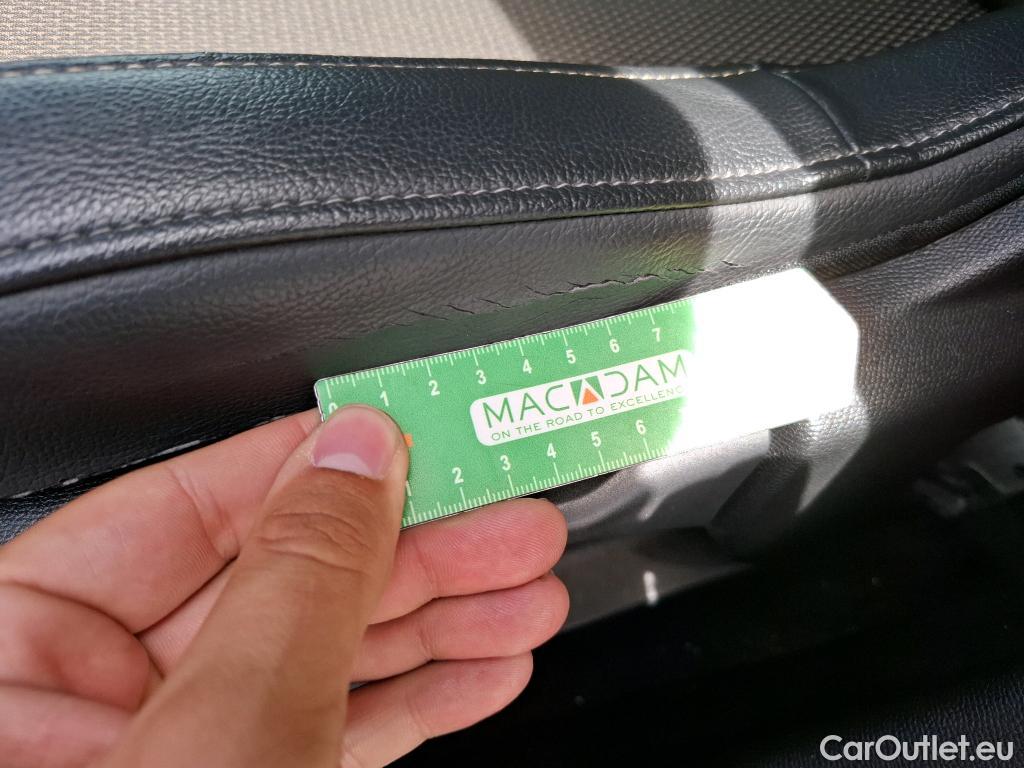 0 1 2 3 4 5 6 7
MACADAM
ON THE ROAD TO EXCELLENC
2 3 4 5 6
CarOutlet.eu